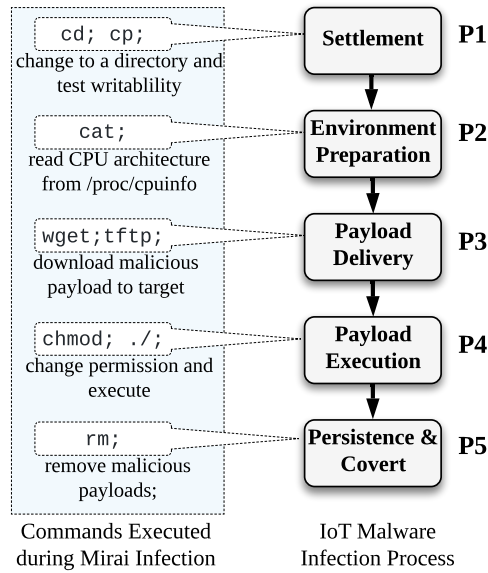 cd; cp;
change to a directory and
test writablility
Settlement
P1
cat;
read CPU architecture
from /proc/cpuinfo
Environment
Preparation
P2
wget;tftp;
download malicious
payload to target
Payload
Delivery
P3
chmod; ./;
change permission and
execute
Payload
Execution
P4
rm;
remove malicious
payloads;
Persistence &
Covert
P5
Commands Executed
during Mirai Infection
IoT Malware
Infection Process